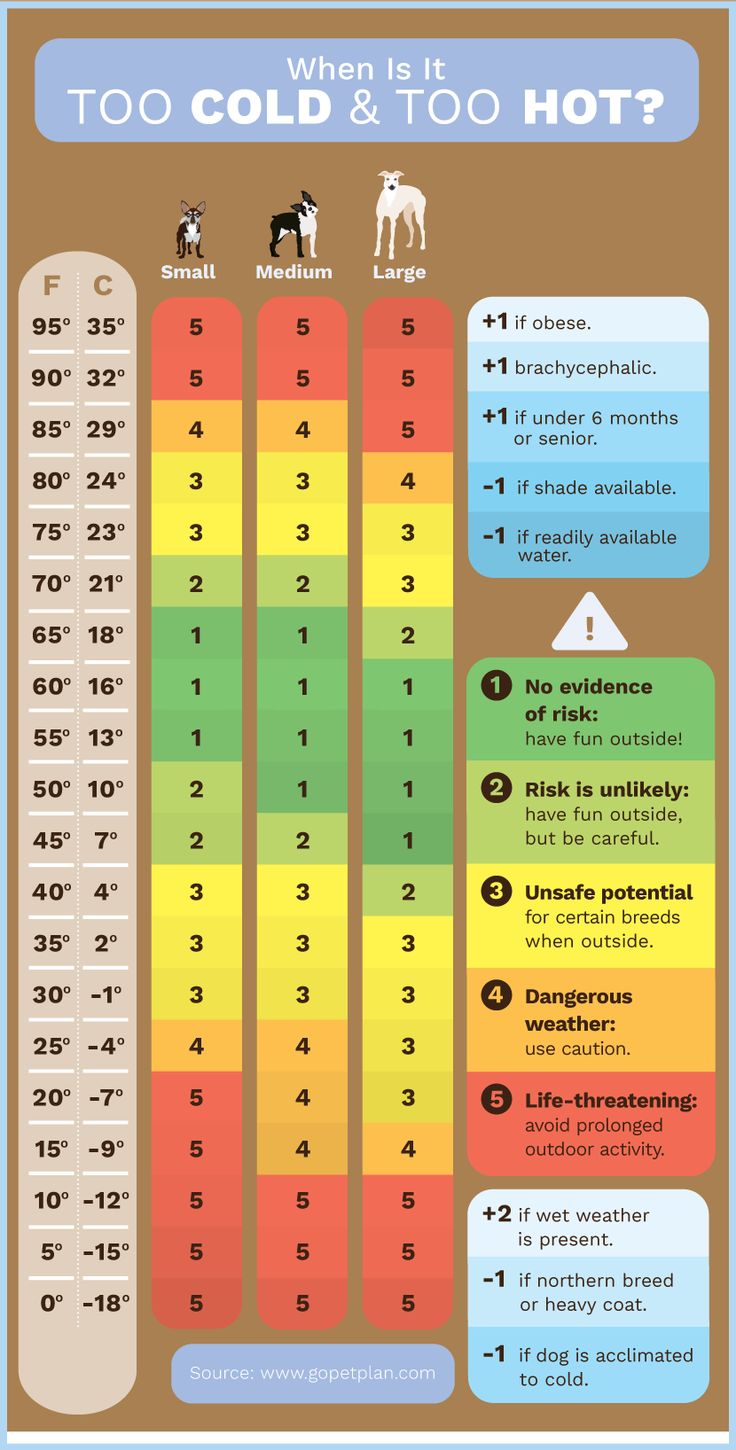 When Is It
TOO COLD & TOO HOT?
Small Medium Large
F C
95° 35° 5 5 5
90° 32° 5 5 5
85° 29° 4 4 5
80° 24° 3 3 4
75° 23° 3 3 3
70° 21° 2 2 3
65° 18° 1 1 2
60° 16° 1 1 1
55° 13° 1 1 1
50° 10° 2 1 1
45° 7° 2 2 1
40° 4° 3 3 2
35° 2° 3 3 3
30° -1° 3 3 3
25° -4° 4 4 3
20° -7° 5 4 3
15° -9° 5 4 4
10° -12° 5 5 5
5° -15° 5 5 5
0° -18° 5 5 5
+1 if obese.
+1 brachycephalic.
+1 if under 6 months
or senior.
-1 if shade available.
-1 if readily available
water.
!
1 No evidence
of risk:
have fun outside!
2 Risk is unlikely:
have fun outside,
but be careful.
3 Unsafe potential
for certain breeds
when outside.
4 Dangerous
weather:
use caution.
5 Life-threatening:
avoid prolonged
outdoor activity.
+2 if wet weather
is present.
-1 if northern breed
or heavy coat.
-1 if dog is acclimated
to cold.
Source: www.gopetplan.com